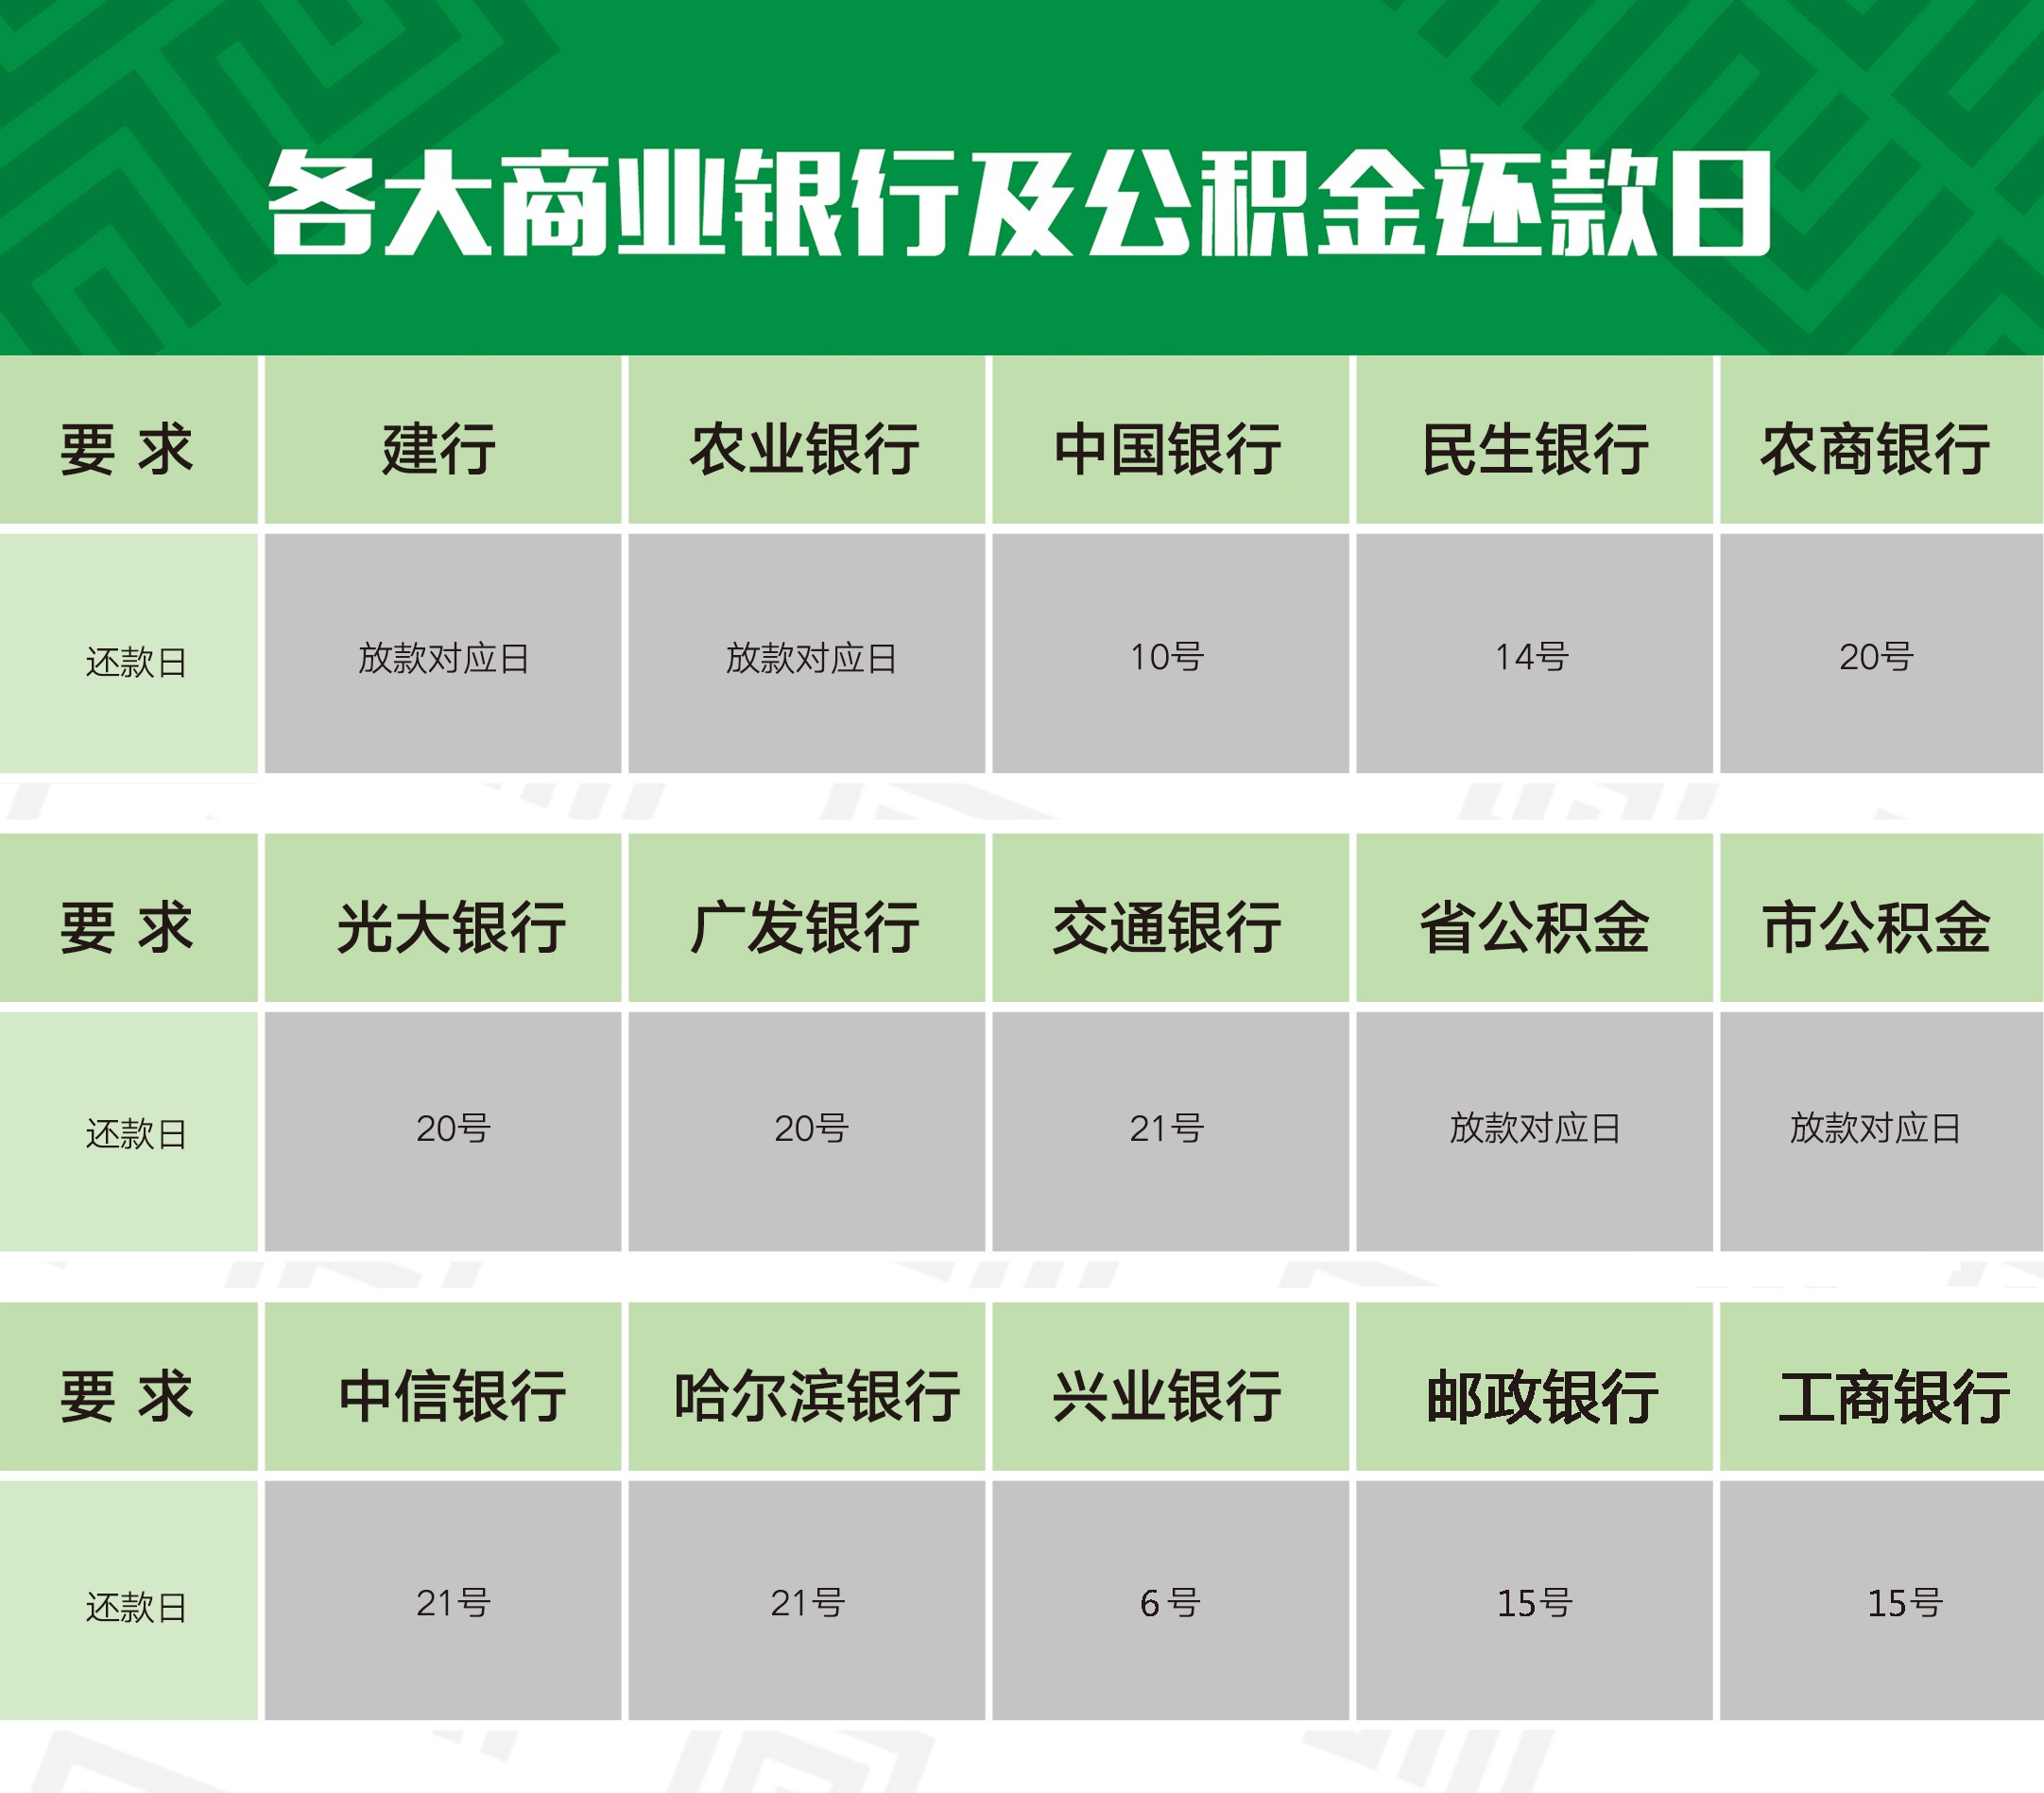 各大商业银行及公积金还款日
要 求 建行 农业银行 中国银行 民生银行 农商银行
还款日 放款对应日 放款对应日 10号 14号 20号
要 求 光大银行 广发银行 交通银行 省公积金 市公积金
还款日 20号 20号 21号 放款对应日 放款对应日
要 求 中信银行 哈尔滨银行 兴业银行 邮政银行 工商银行
还款日 21号 21号 6号 15号 15号